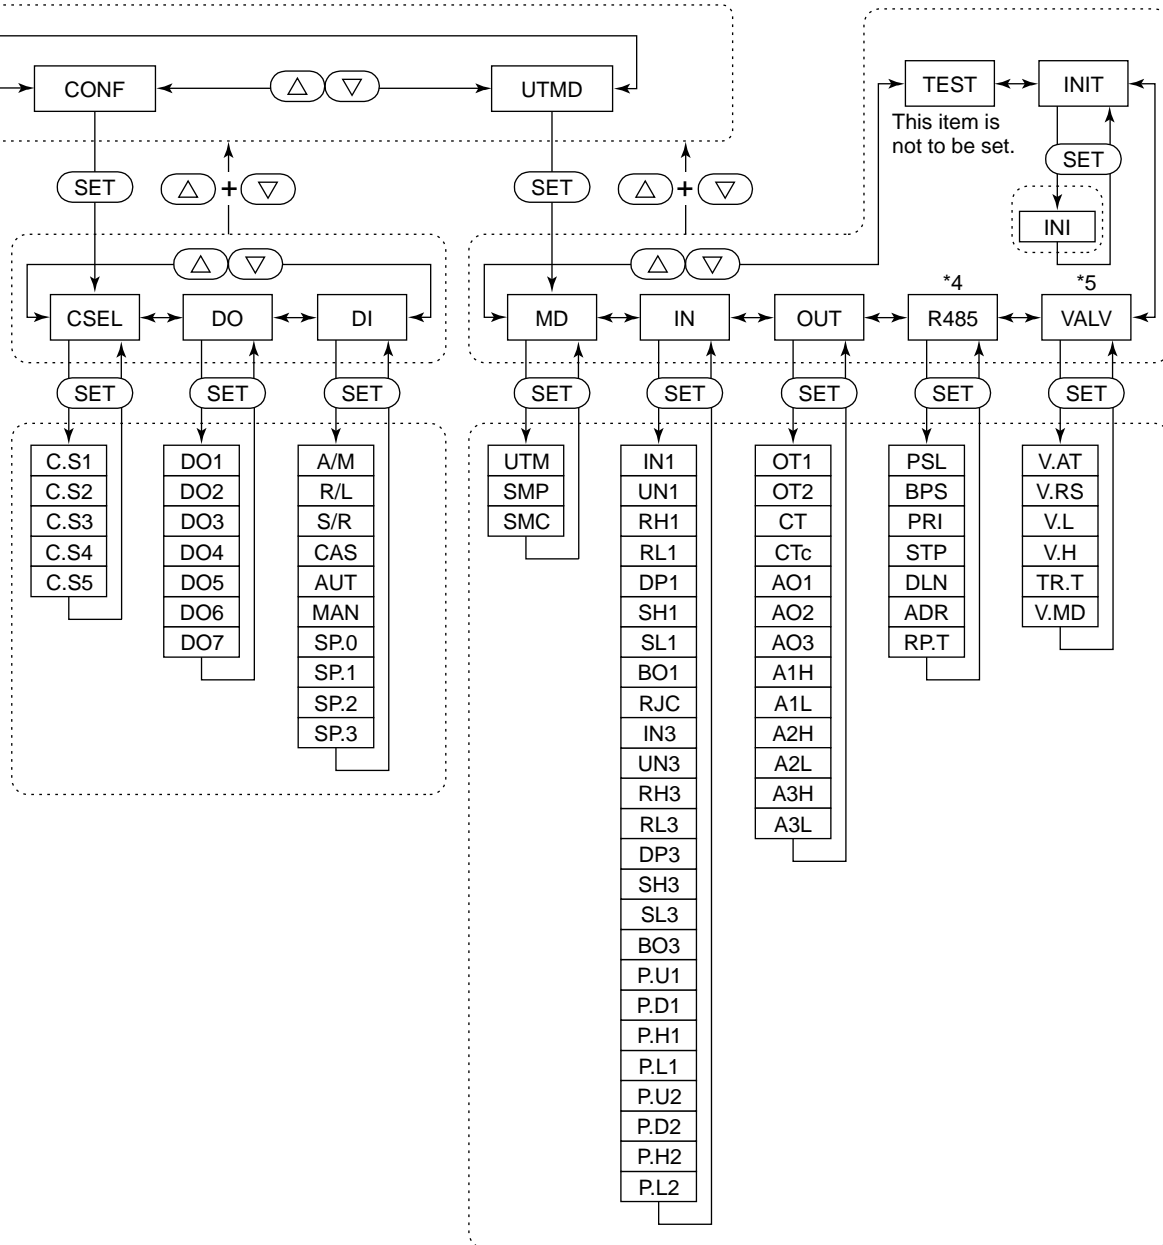 CONF
UTMD
TEST
INIT
This item is
not to be set.
SET
INI
SET
+
SET
+
CSEL
DO
DI
MD
IN
OUT
*4
R485
*5
VALV
SET
SET
SET
SET
SET
SET
SET
SET
C.S1
C.S2
C.S3
C.S4
C.S5
DO1
DO2
DO3
DO4
DO5
DO6
DO7
A/M
R/L
S/R
CAS
AUT
MAN
SP.0
SP.1
SP.2
SP.3
UTM
SMP
SMC
IN1
UN1
RH1
RL1
DP1
SH1
SL1
BO1
RJC
IN3
UN3
RH3
RL3
DP3
SH3
SL3
BO3
P.U1
P.D1
P.H1
P.L1
P.U2
P.D2
P.H2
P.L2
OT1
OT2
CT
CTc
AO1
AO2
AO3
A1H
A1L
A2H
A2L
A3H
A3L
PSL
BPS
PRI
STP
DLN
ADR
RP.T
V.AT
V.RS
V.L
V.H
TR.T
V.MD